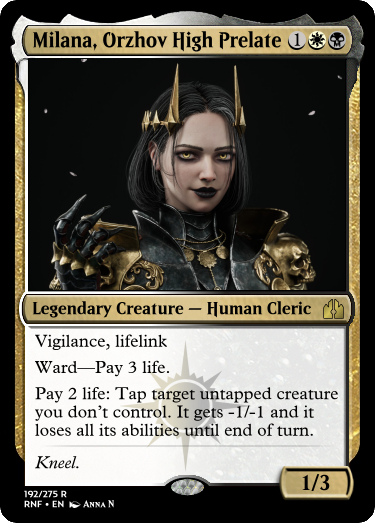 Milana, Orzhov High Prelate 1
Legendary Creature — Human Cleric
Vigilance, lifelink
Ward—Pay 3 life.
Pay 2 life: Tap target untapped creature
you don't control. It gets -1/-1 and it
loses all its abilities until end of turn.
Kneel.
1/3
192/275 R
RNF • EN Anna N